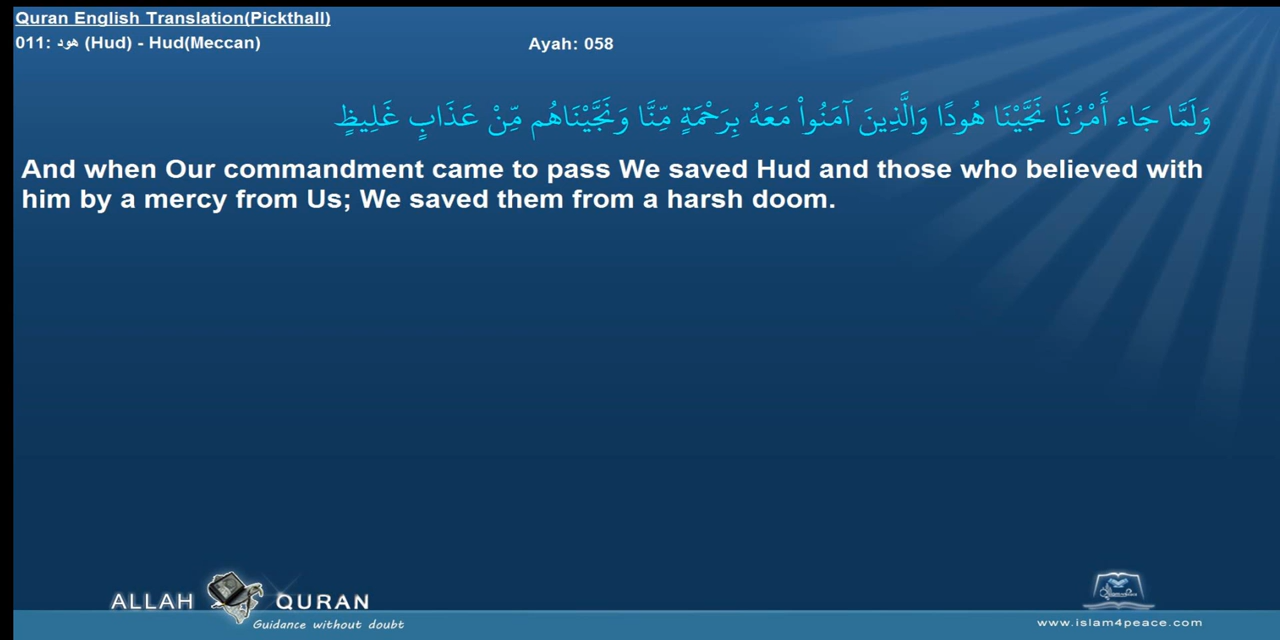 Quran English Translation(Pickthall)
011: هود (Hud) - Hud(Meccan)
Ayah: 058
وَلَمَّا جَاء أَمْرُنَا نَجَّيْنَا هُودًا وَالَّذِينَ آمَنُواْ مَعَهُ بِرَحْمَةٍ مِّنَّا وَنَجَّيْنَاهُم مِّنْ عَذَابٍ غَلِيظٍ
And when Our commandment came to pass We saved Hud and those who believed with
him by a mercy from Us; We saved them from a harsh doom.
ALLAH QURAN
Guidance without doubt
www.islam4peace.com